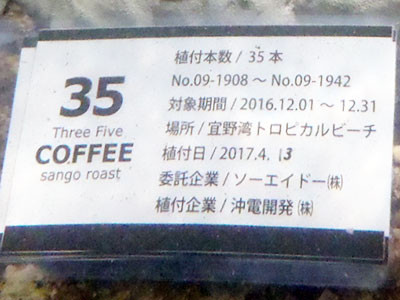 35
Three Five
COFFEE
sango roast
植付本数 / 35 本
No.09-1908 ～ No.09-1942
対象期間 / 2016.12.01 ～ 12.31
場所 / 宜野湾トロピカルビーチ
植付日 / 2017.4. 13
委託企業 / ソーエイドー㈱
植付企業 / 沖電開発 ㈱